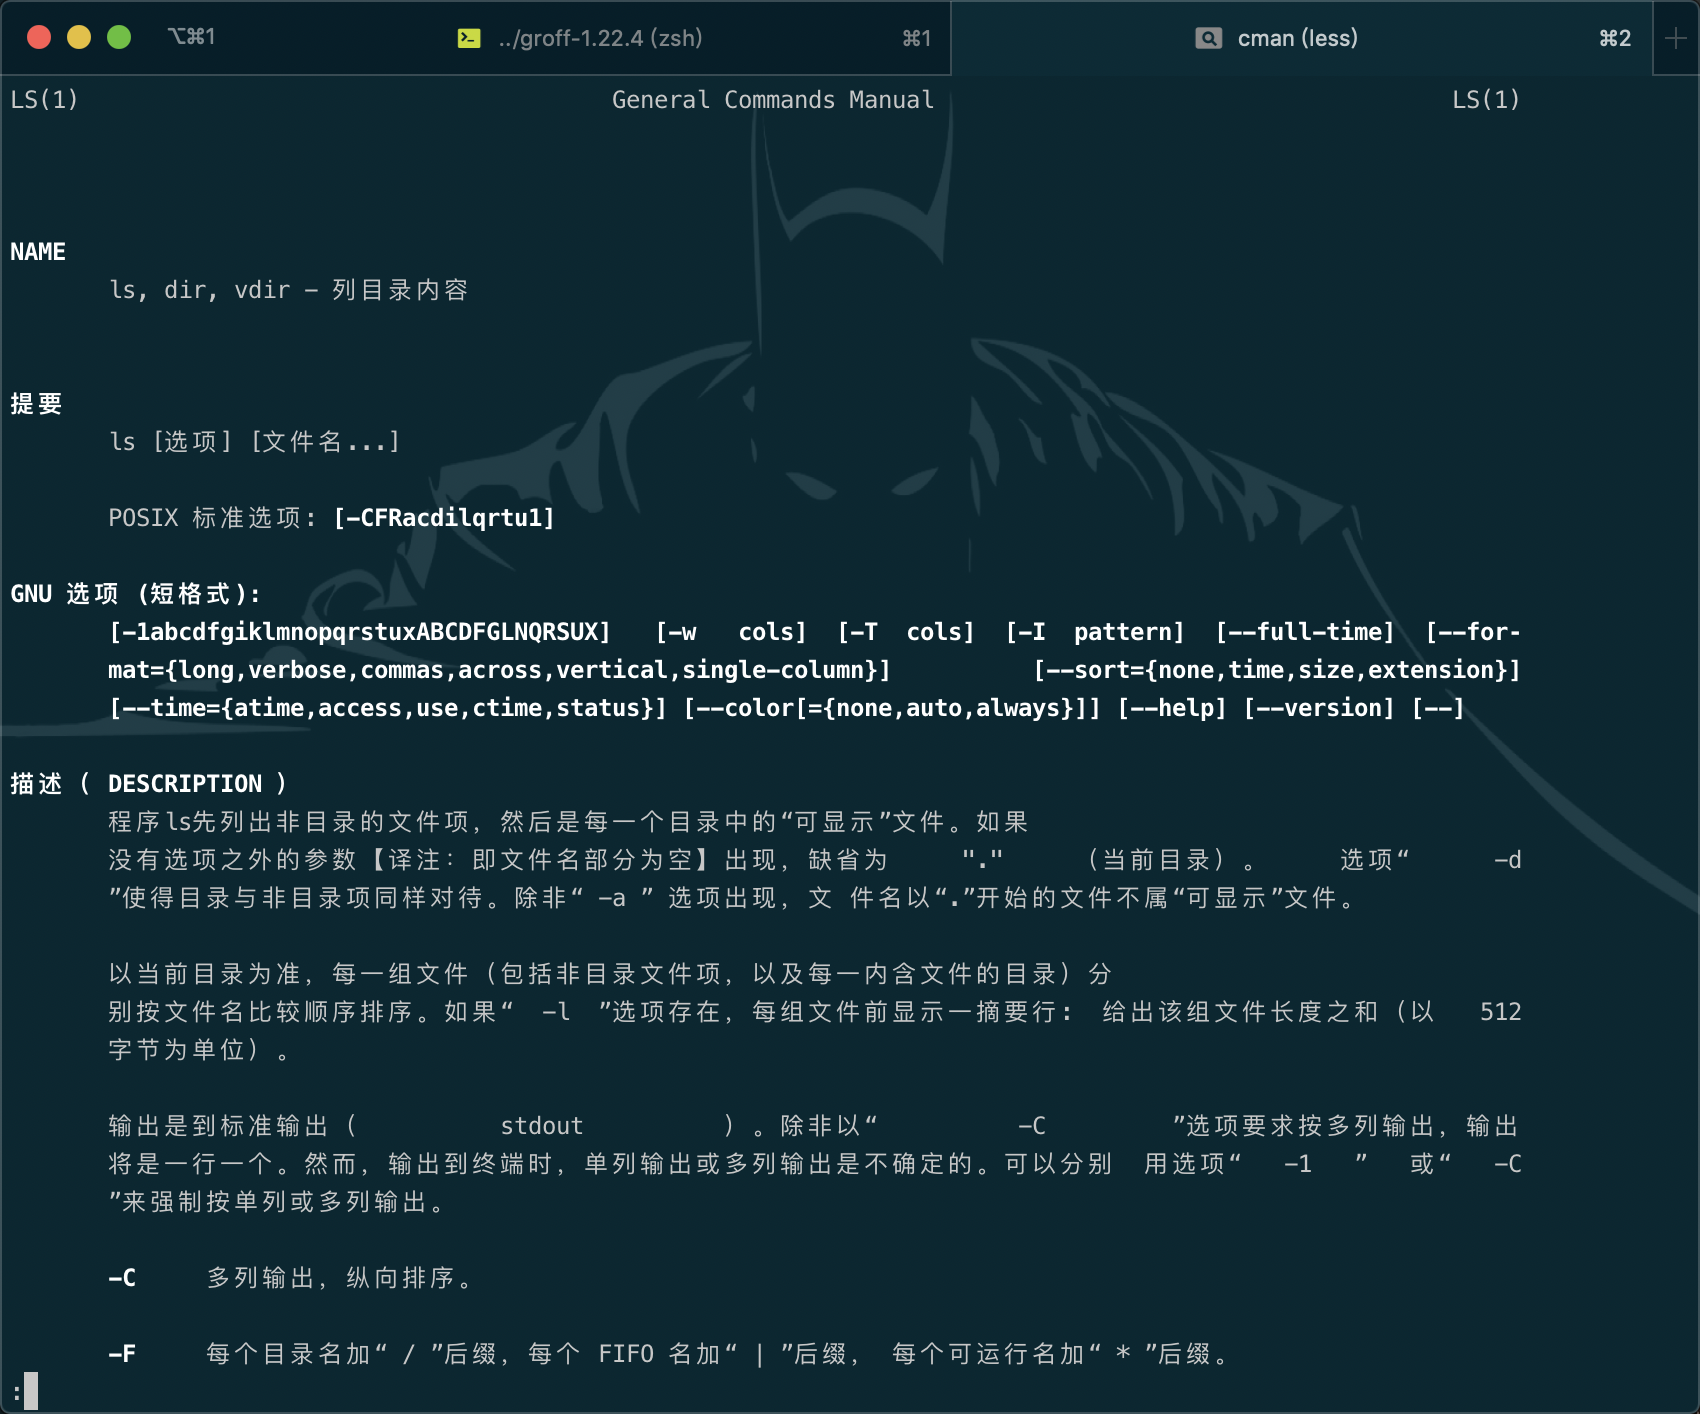 ⌥⌘1 ../groff-1.22.4 (zsh) ⌘1 cman (less) ⌘2
LS(1) General Commands Manual LS(1)
NAME
ls, dir, vdir - 列目录内容
提要
ls [选项] [文件名...]
POSIX 标准选项: [-CFRacdilqrtu1]
GNU 选项 (短格式):
[-1abcdfgiklmnopqrstuxABCDFGLNQRSUX] [-w cols] [-T cols] [-I pattern] [--full-time] [--for-
mat={long,verbose,commas,across,vertical,single-column}] [--sort={none,time,size,extension}]
[--time={atime,access,use,ctime,status}] [--color[={none,auto,always}]] [--help] [--version] [--]
描述 ( DESCRIPTION )
程序ls先列出非目录的文件项，然后是每一个目录中的“可显示”文件。如果
没有选项之外的参数【译注：即文件名部分为空】出现，缺省为 "." （当前目录）。 选项“ -d
”使得目录与非目录项同样对待。除非“ -a ” 选项出现，文 件名以“.”开始的文件不属“可显示”文件。
以当前目录为准，每一组文件（包括非目录文件项，以及每一内含文件的目录）分
别按文件名比较顺序排序。如果“ -l ”选项存在，每组文件前显示一摘要行: 给出该组文件长度之和（以 512
字节为单位）。
输出是到标准输出（ stdout ）。除非以“ -C ”选项要求按多列输出，输出
将是一行一个。然而，输出到终端时，单列输出或多列输出是不确定的。可以分别 用选项“ -1 ” 或“ -C
”来强制按单列或多列输出。
-C 多列输出，纵向排序。
-F 每个目录名加“ / ”后缀，每个 FIFO 名加“ | ”后缀， 每个可运行名加“ * ”后缀。
: